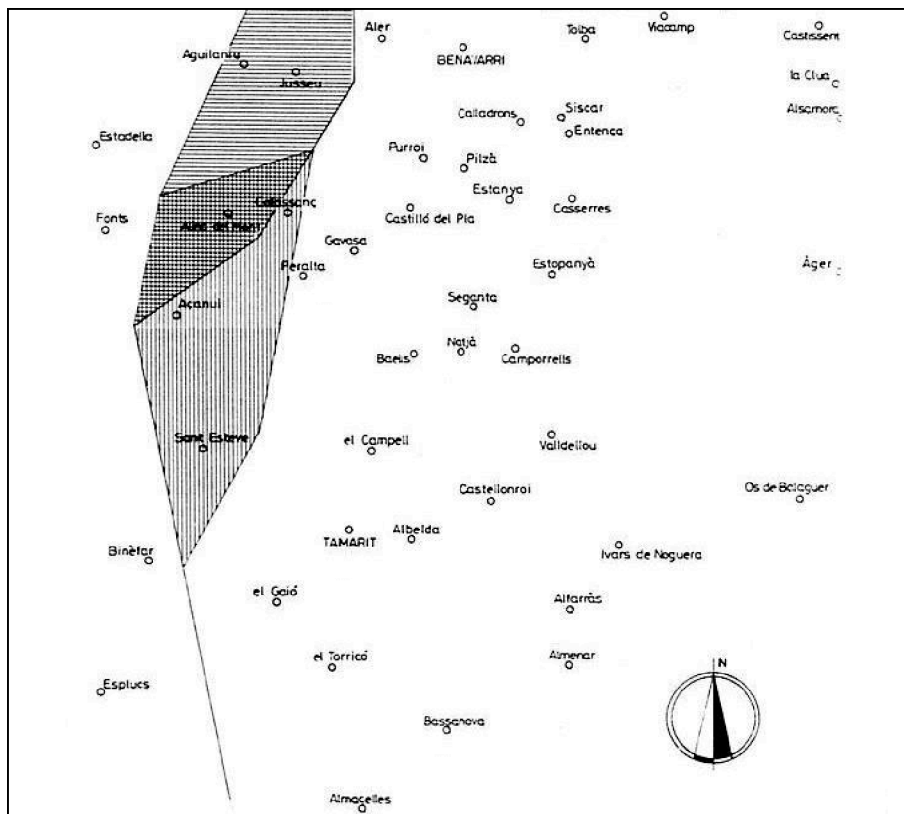 Aler
Tolba
Viacamp
Castissent
Aguilaniu
BENAVARRI
Jusseu
la Clua
Calladrons
Siscar
Alsamora
Estadella
Entença
Purroi
Pilzà
Estanya
Casserres
Calassanç
Fonts
Castilló del Pla
Gavasa
Peralta
Estopanyà
Àger
Açanui
Seganta
Natjà
Baells
Camporrells
Sant Esteve
el Campell
Valldellou
Castellonroi
Os de Balaguer
Albelda
TAMARIT
Binèfar
Ivars de Noguera
el Gaió
Alfarràs
el Torricó
Almenar
N
Esplucs
Bassanova
Almacelles